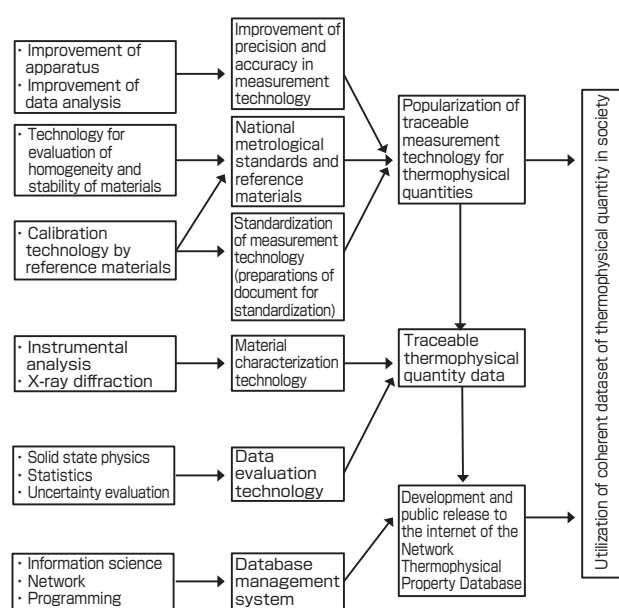 ・Improvement of
apparatus
・Improvement of
data analysis
・Technology for
evaluation of
homogeneity and
stability of materials
・Calibration
technology by
reference materials
・Instrumental
analysis
・X-ray diffraction
・Solid state physics
・Statistics
・Uncertainty evaluation
・Information science
・Network
・Programming
Improvement of
precision and
accuracy in
measurement
technology
National
metrological
standards and
reference
materials
Standardization
of measurement
technology
(preparations of
document for
standardization)
Material
characterization
technology
Data
evaluation
technology
Database
management
system
Popularization of
traceable
measurement
technology for
thermophysical
quantities
Traceable
thermophysical
quantity data
Development and
public release to
the internet of the
Network
Thermophysical
Property Database
Utilization of coherent dataset of thermophysical quantity in society